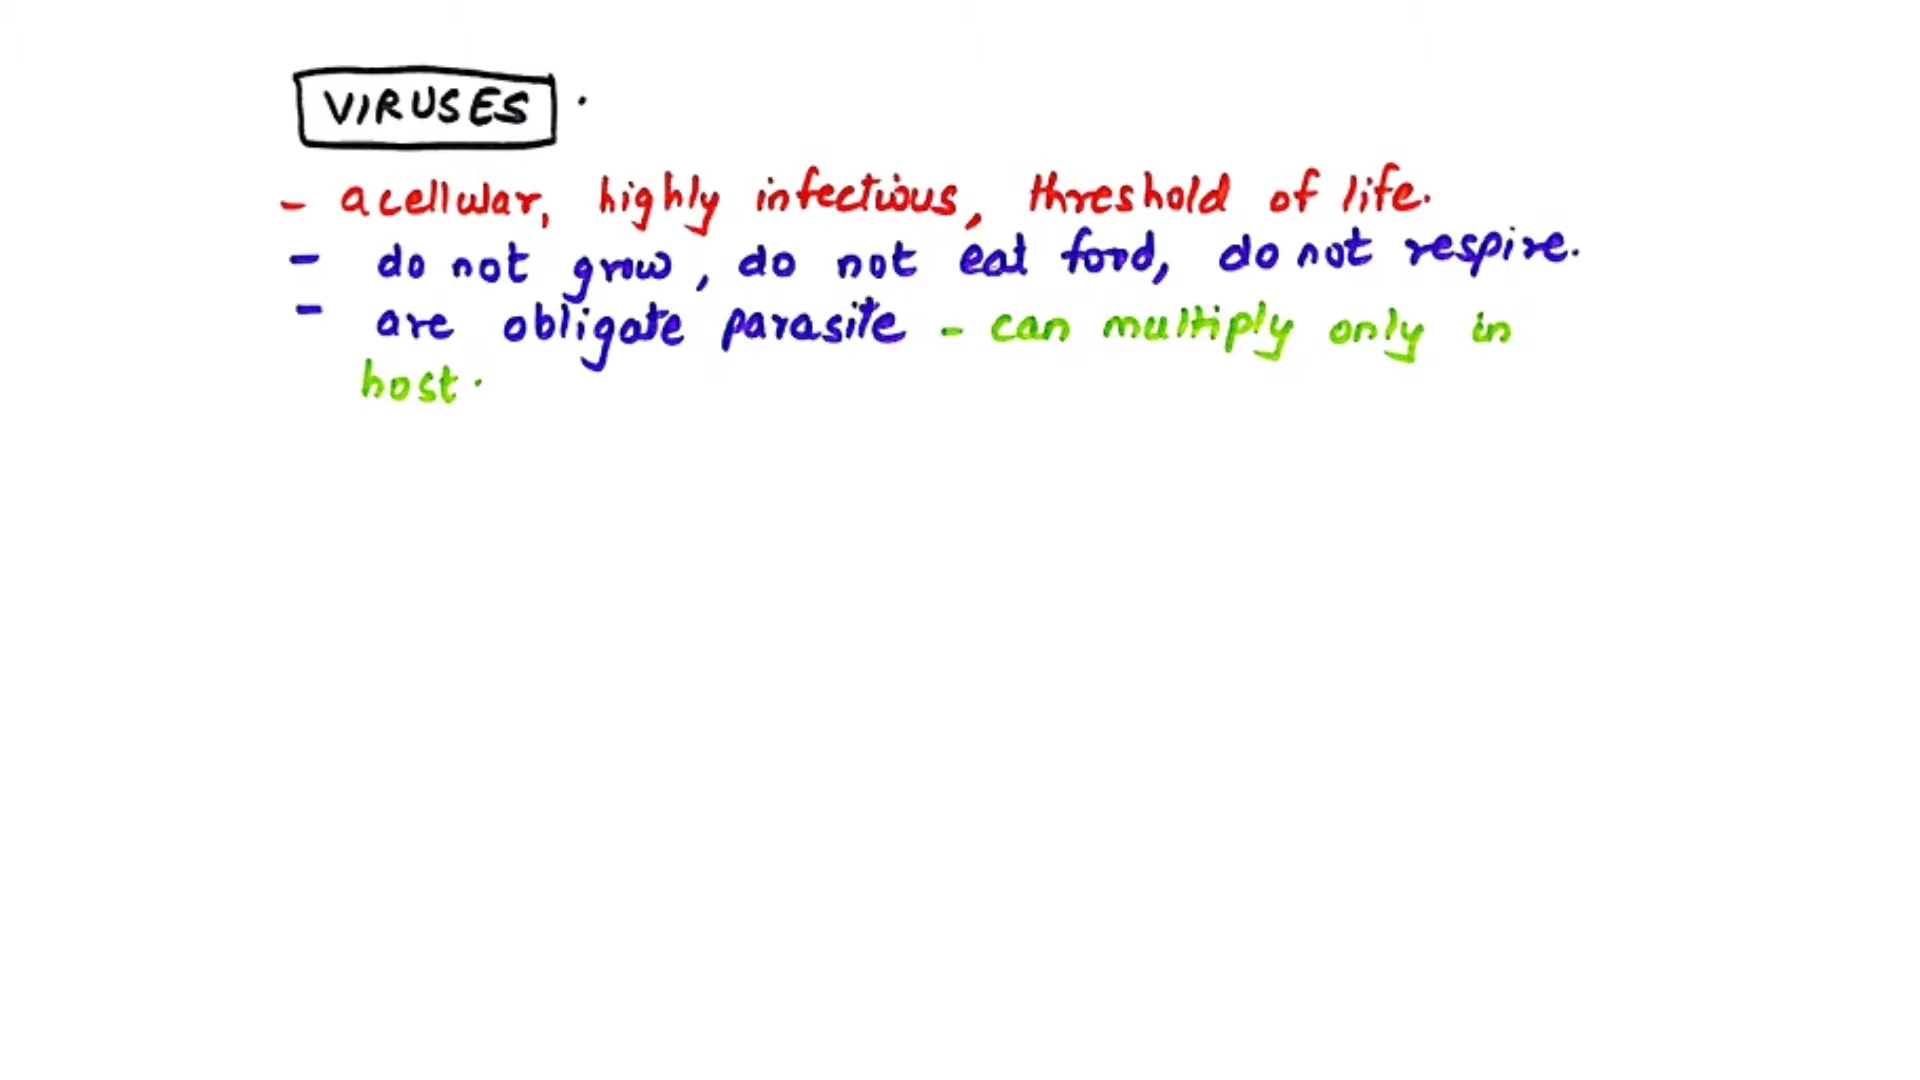 VIRUSES.
- acellular, highly infectious, threshold of life.
- do not grow, do not eat food, do not respire.
- are obligate parasite - can multiply only in
host.